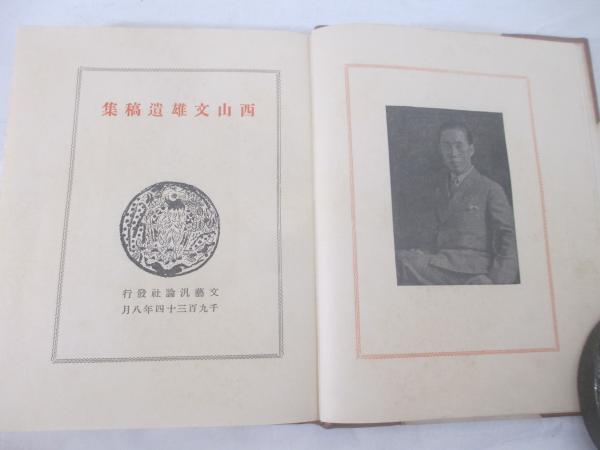 西山文雄遺稿集
文藝汎論社發行
千九百三十四年八月